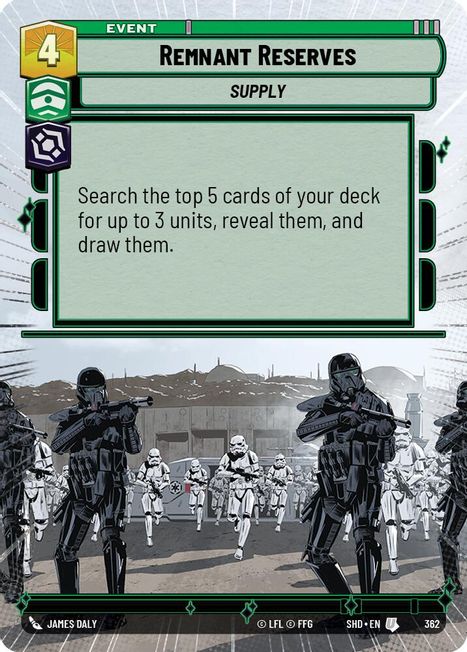 EVENT
4
REMNANT RESERVES
SUPPLY
Search the top 5 cards of your deck
for up to 3 units, reveal them, and
draw them.
JAMES DALY
© LFL © FFG
SHD • EN
362